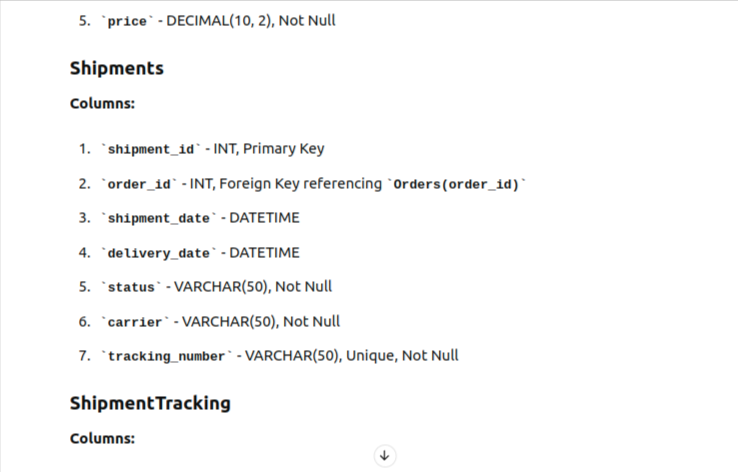 5. `price` - DECIMAL(10, 2), Not Null
Shipments
Columns:
1. `shipment_id` - INT, Primary Key
2. `order_id` - INT, Foreign Key referencing `Orders(order_id)`
3. `shipment_date` - DATETIME
4. `delivery_date` - DATETIME
5. `status` - VARCHAR(50), Not Null
6. `carrier` - VARCHAR(50), Not Null
7. `tracking_number` - VARCHAR(50), Unique, Not Null
ShipmentTracking
Columns: